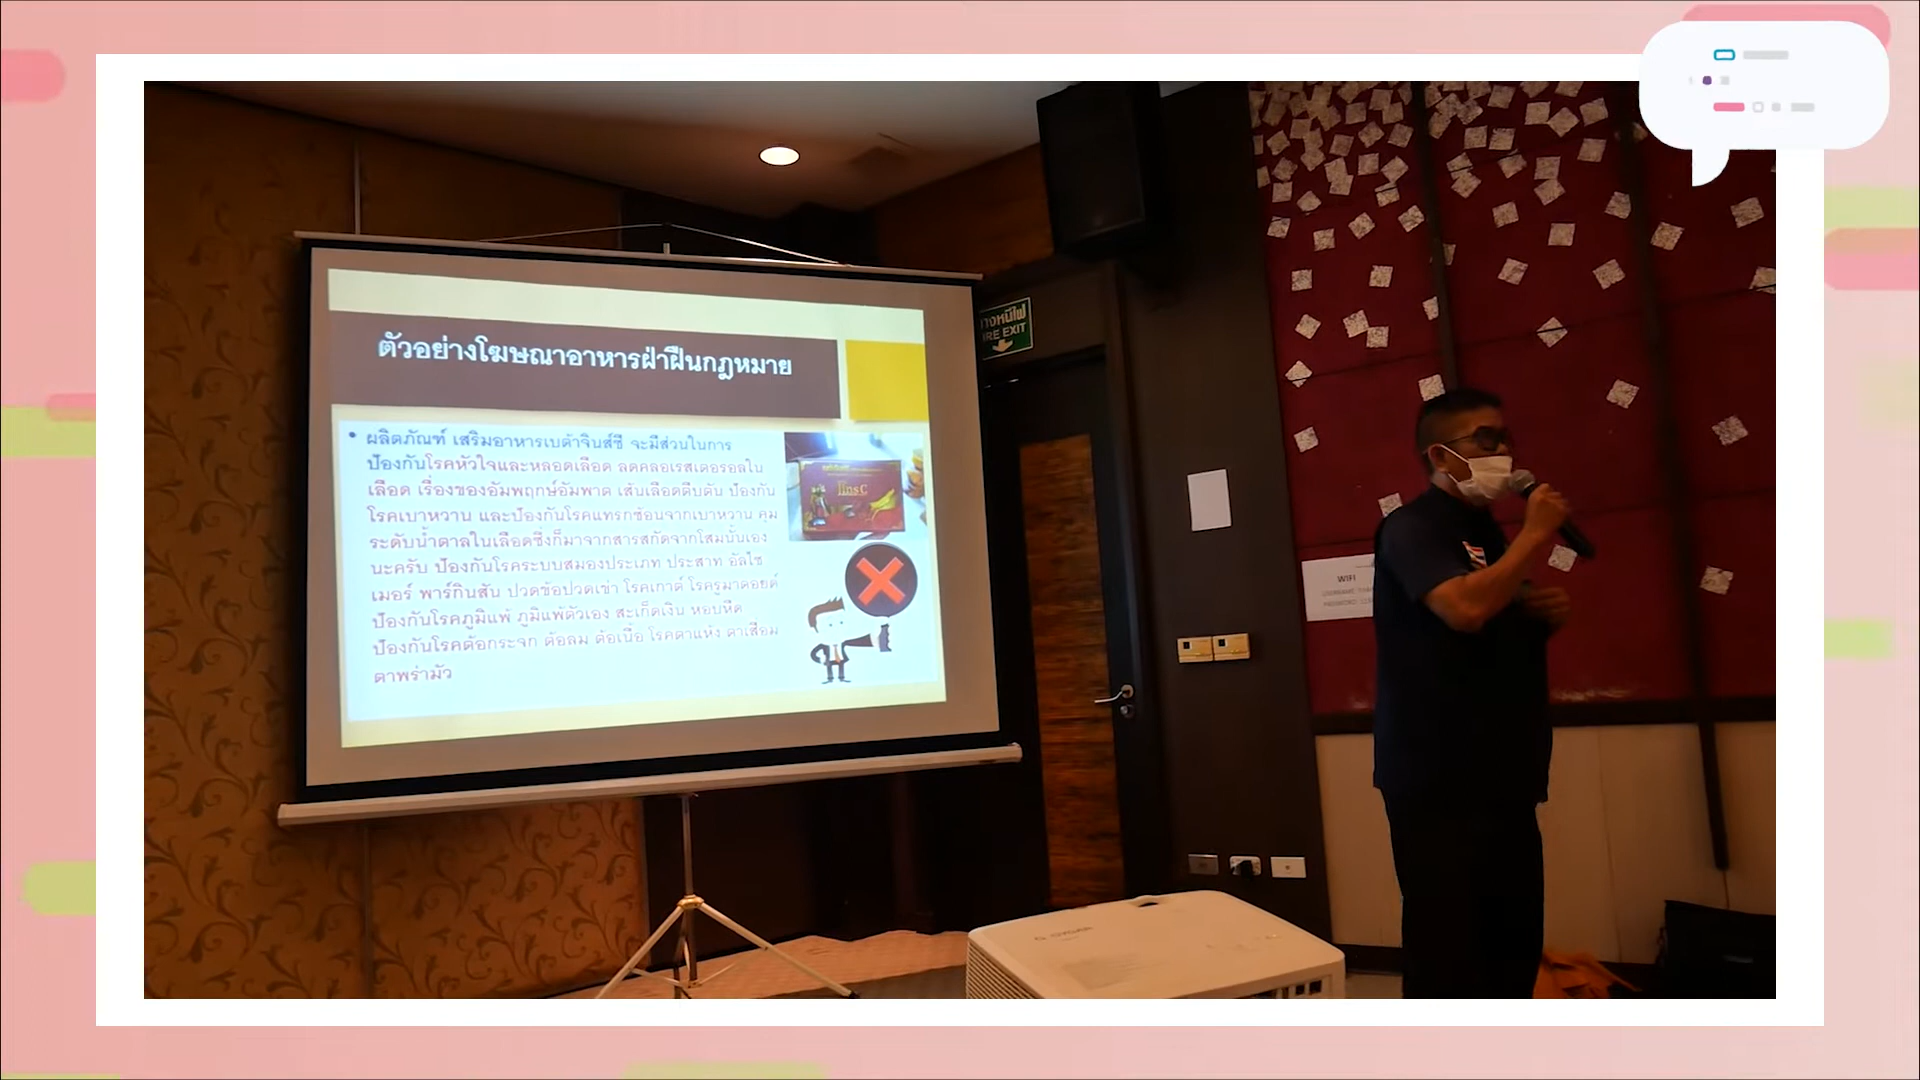 ตัวอย่างโฆษณาอาหารฝ่าฝืนกฎหมาย
• ผลิตภัณฑ์ เสริมอาหารเบต้าจินส์ซี จะมีส่วนในการ
ป้องกันโรคหัวใจและหลอดเลือด ลดคลอเรสเตอรอลใน
เลือด เรื่องของอัมพฤกษ์อัมพาต เส้นเลือดตีบตัน ป้องกัน
โรคเบาหวาน และป้องกันโรคแทรกซ้อนจากเบาหวาน คุม
ระดับน้ำตาลในเลือดซึ่งก็มาจากสารสกัดจากโสมนั้นเอง
นะครับ ป้องกันโรคระบบสมองประเภท ประสาท อัลไซ
เมอร์ พาร์กินสัน ปวดข้อปวดเข่า โรคเกาต์ โรครูมาตอยด์
ป้องกันโรคภูมิแพ้ ภูมิแพ้ตัวเอง สะเก็ดเงิน หอบหืด
ป้องกันโรคต้อกระจก ต้อลม ต้อเนื้อ โรคตาแห้ง ตาเสื่อม
ตาพร่ามัว
ทางหนีไฟ
FIRE EXIT
WIFI